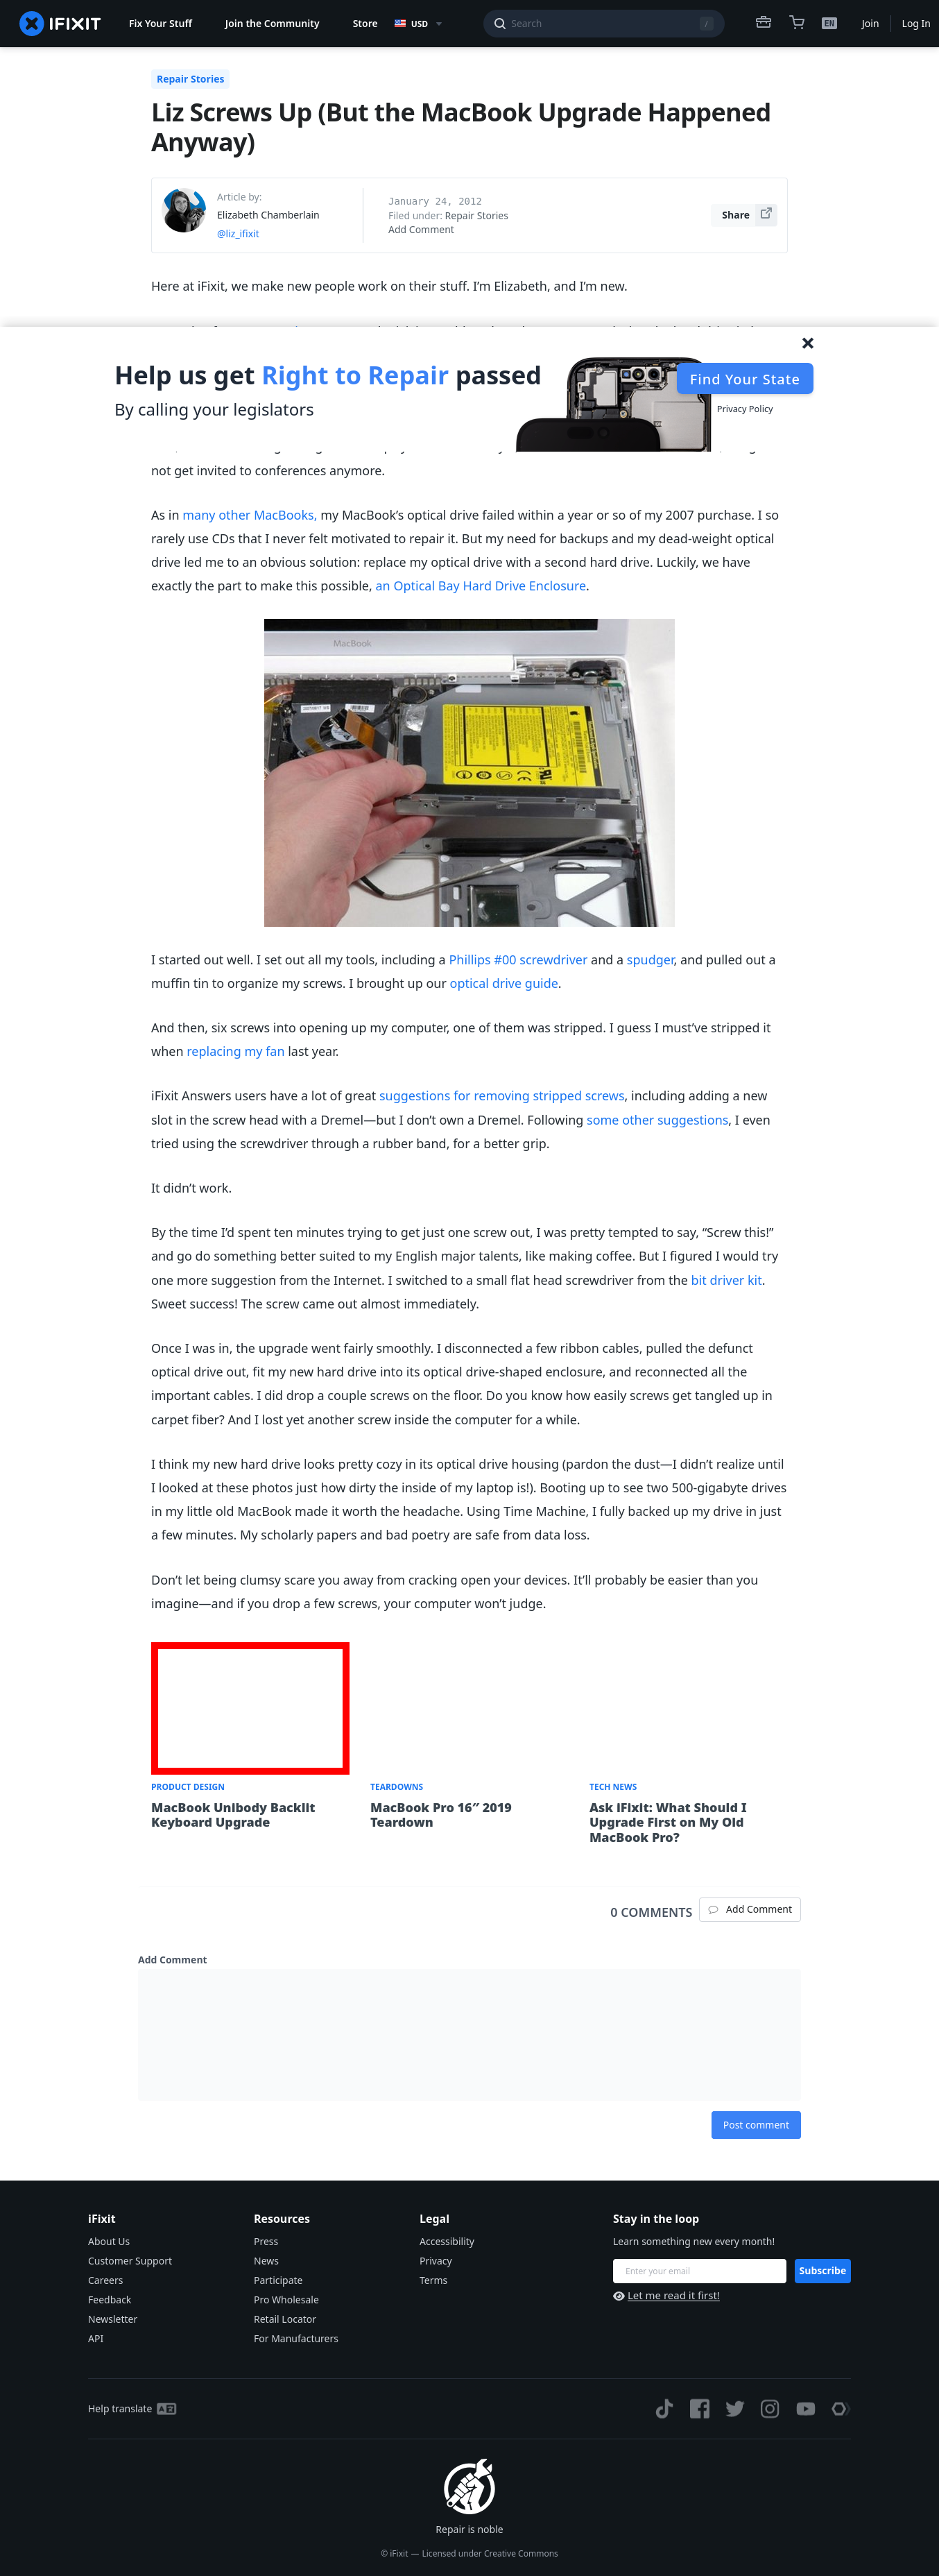 IFIXIT
Fix Your Stuff
Join the Community
Store
USD
Search
/
EN
Join
Log In
Repair Stories
Liz Screws Up (But the MacBook Upgrade Happened
Anyway)
Article by:
Elizabeth Chamberlain
@liz_ifixit
January 24, 2012
Filed under: Repair Stories
Add Comment
Share
Here at iFixit, we make new people work on their stuff. I’m Elizabeth, and I’m new.
Help us get Right to Repair passed
By calling your legislators
Find Your State
Privacy Policy
not get invited to conferences anymore.
As in many other MacBooks, my MacBook’s optical drive failed within a year or so of my 2007 purchase. I so
rarely use CDs that I never felt motivated to repair it. But my need for backups and my dead-weight optical
drive led me to an obvious solution: replace my optical drive with a second hard drive. Luckily, we have
exactly the part to make this possible, an Optical Bay Hard Drive Enclosure.
MacBook
I started out well. I set out all my tools, including a Phillips #00 screwdriver and a spudger, and pulled out a
muffin tin to organize my screws. I brought up our optical drive guide.
And then, six screws into opening up my computer, one of them was stripped. I guess I must’ve stripped it
when replacing my fan last year.
iFixit Answers users have a lot of great suggestions for removing stripped screws, including adding a new
slot in the screw head with a Dremel—but I don’t own a Dremel. Following some other suggestions, I even
tried using the screwdriver through a rubber band, for a better grip.
It didn’t work.
By the time I’d spent ten minutes trying to get just one screw out, I was pretty tempted to say, “Screw this!”
and go do something better suited to my English major talents, like making coffee. But I figured I would try
one more suggestion from the Internet. I switched to a small flat head screwdriver from the bit driver kit.
Sweet success! The screw came out almost immediately.
Once I was in, the upgrade went fairly smoothly. I disconnected a few ribbon cables, pulled the defunct
optical drive out, fit my new hard drive into its optical drive-shaped enclosure, and reconnected all the
important cables. I did drop a couple screws on the floor. Do you know how easily screws get tangled up in
carpet fiber? And I lost yet another screw inside the computer for a while.
I think my new hard drive looks pretty cozy in its optical drive housing (pardon the dust—I didn’t realize until
I looked at these photos just how dirty the inside of my laptop is!). Booting up to see two 500-gigabyte drives
in my little old MacBook made it worth the headache. Using Time Machine, I fully backed up my drive in just
a few minutes. My scholarly papers and bad poetry are safe from data loss.
Don’t let being clumsy scare you away from cracking open your devices. It’ll probably be easier than you
imagine—and if you drop a few screws, your computer won’t judge.
PRODUCT DESIGN
MacBook Unibody Backlit
Keyboard Upgrade
TEARDOWNS
MacBook Pro 16″ 2019
Teardown
TECH NEWS
Ask iFixit: What Should I
Upgrade First on My Old
MacBook Pro?
0 COMMENTS
Add Comment
Add Comment
Post comment
iFixit
About Us
Customer Support
Careers
Feedback
Newsletter
API
Resources
Press
News
Participate
Pro Wholesale
Retail Locator
For Manufacturers
Legal
Accessibility
Privacy
Terms
Stay in the loop
Learn something new every month!
Enter your email
Subscribe
Let me read it first!
Help translate
Repair is noble
© iFixit — Licensed under Creative Commons